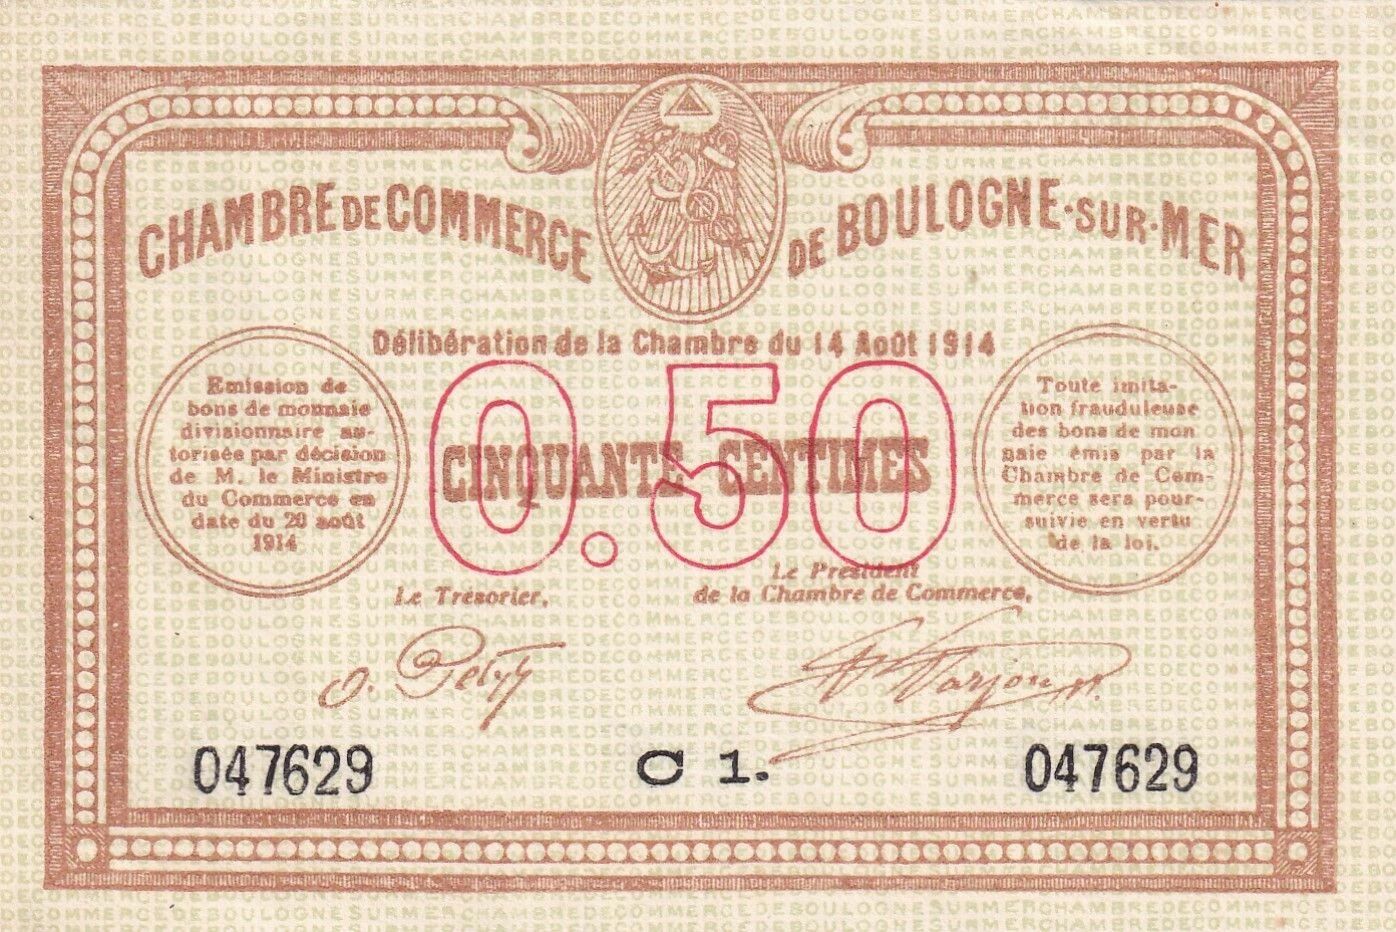 CHAMBRE DE COMMERCE DE BOULOGNE-SUR-MER
Délibération de la Chambre du 14 Août 1914
Emission de
bons de monnaie
divisionnaire au-
torisée par décision
de M. le Ministre
du Commerce en
date du 20 août
1914
0.50
CINQUANTE CENTIMES
Toute imita-
tion frauduleuse
des bons de mon
naie émis par la
Chambre de Com-
merce sera pour-
suivie en vertu
de la loi.
Le Trésorier,
Le Président
de la Chambre de Commerce,
047629
C 1.
047629